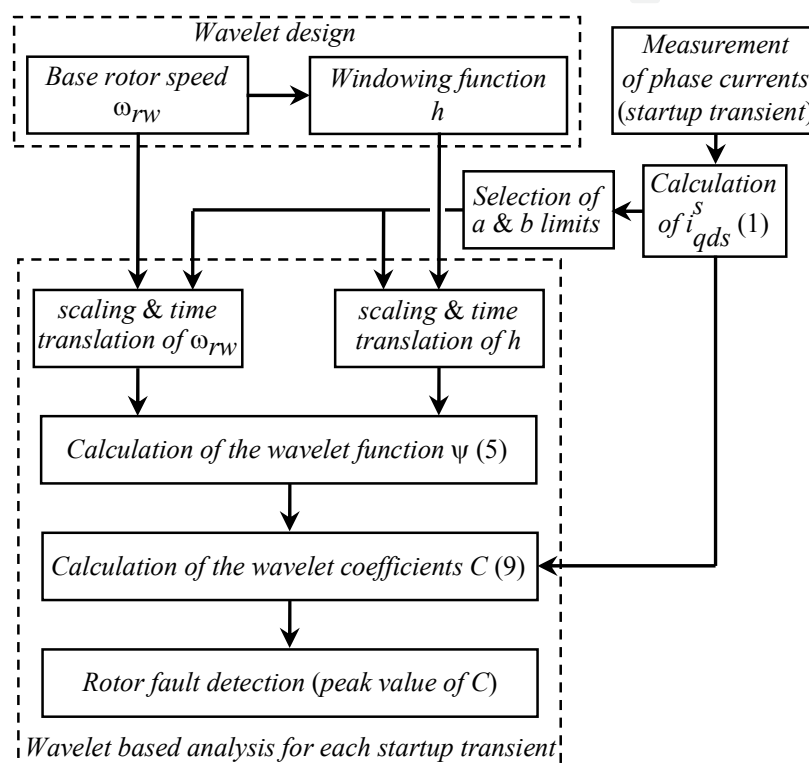 Wavelet design
Base rotor speed
ωrw
Windowing function
h
Measurement
of phase currents
(startup transient)
Selection of
a & b limits
Calculation
of i^s_qds (1)
scaling & time
translation of ωrw
scaling & time
translation of h
Calculation of the wavelet function ψ (5)
Calculation of the wavelet coefficients C (9)
Rotor fault detection (peak value of C)
Wavelet based analysis for each startup transient